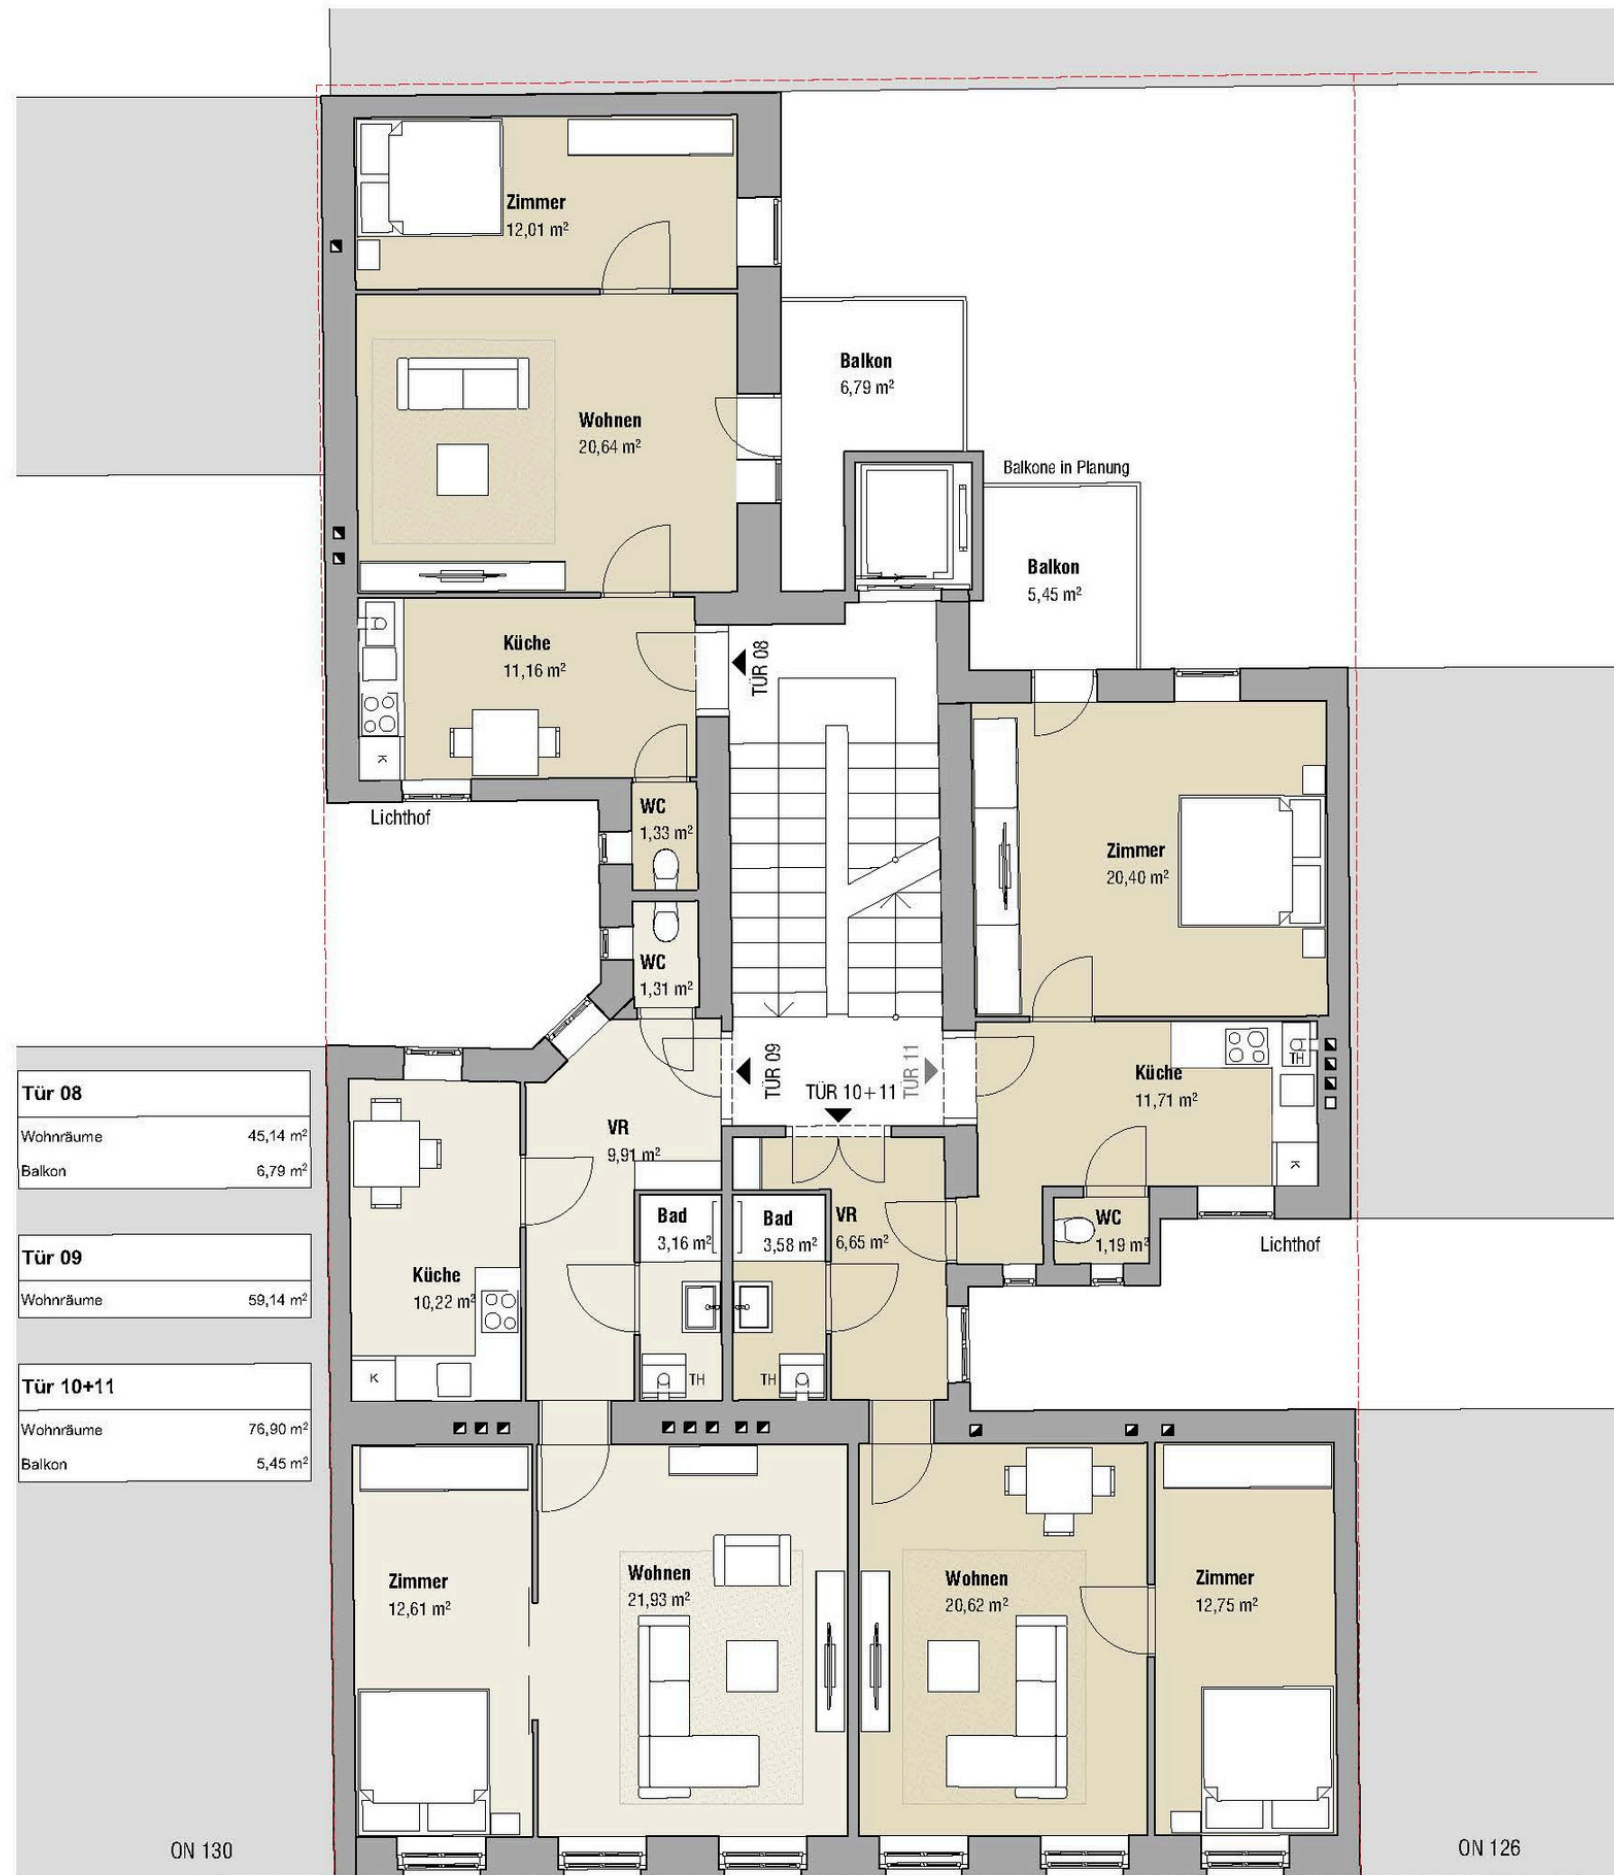 Zimmer
12,01 m²
Balkon
6,79 m²
Wohnen
20,64 m²
Balkone in Planung
Balkon
5,45 m²
Küche
11,16 m²
TÜR 08
K
Lichthof
WC
1,33 m²
Zimmer
20,40 m²
WC
1,31 m²
TÜR 09
TÜR 10+11
TÜR 11
Küche
11,71 m²
TH
K
VR
9,91 m²
Tür 08
Wohnräume 45,14 m²
Balkon 6,79 m²
Bad
3,16 m²
Bad
3,58 m²
VR
6,65 m²
WC
1,19 m²
Lichthof
Tür 09
Wohnräume 59,14 m²
Küche
10,22 m²
K
TH
TH
Tür 10+11
Wohnräume 76,90 m²
Balkon 5,45 m²
Zimmer
12,61 m²
Wohnen
21,93 m²
Wohnen
20,62 m²
Zimmer
12,75 m²
ON 130
ON 126